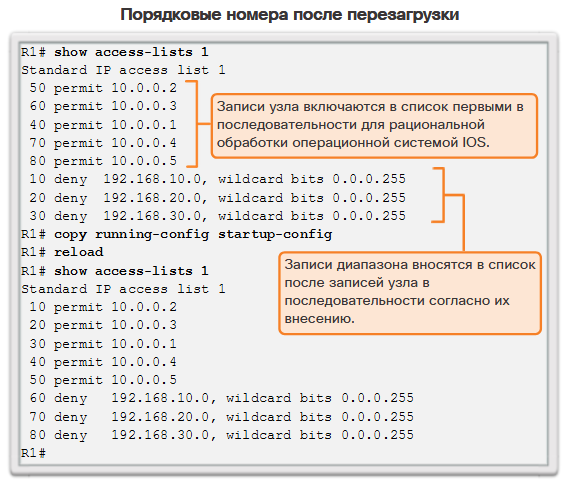 Порядковые номера после перезагрузки
R1# show access-lists 1
Standard IP access list 1
50 permit 10.0.0.2
60 permit 10.0.0.3
40 permit 10.0.0.1
70 permit 10.0.0.4
80 permit 10.0.0.5
Записи узла включаются в список первыми в
последовательности для рациональной
обработки операционной системой IOS.
10 deny 192.168.10.0, wildcard bits 0.0.0.255
20 deny 192.168.20.0, wildcard bits 0.0.0.255
30 deny 192.168.30.0, wildcard bits 0.0.0.255
R1# copy running-config startup-config
R1# reload
Записи диапазона вносятся в список
после записей узла в
последовательности согласно их
внесению.
R1# show access-lists 1
Standard IP access list 1
10 permit 10.0.0.2
20 permit 10.0.0.3
30 permit 10.0.0.1
40 permit 10.0.0.4
50 permit 10.0.0.5
60 deny 192.168.10.0, wildcard bits 0.0.0.255
70 deny 192.168.20.0, wildcard bits 0.0.0.255
80 deny 192.168.30.0, wildcard bits 0.0.0.255
R1#